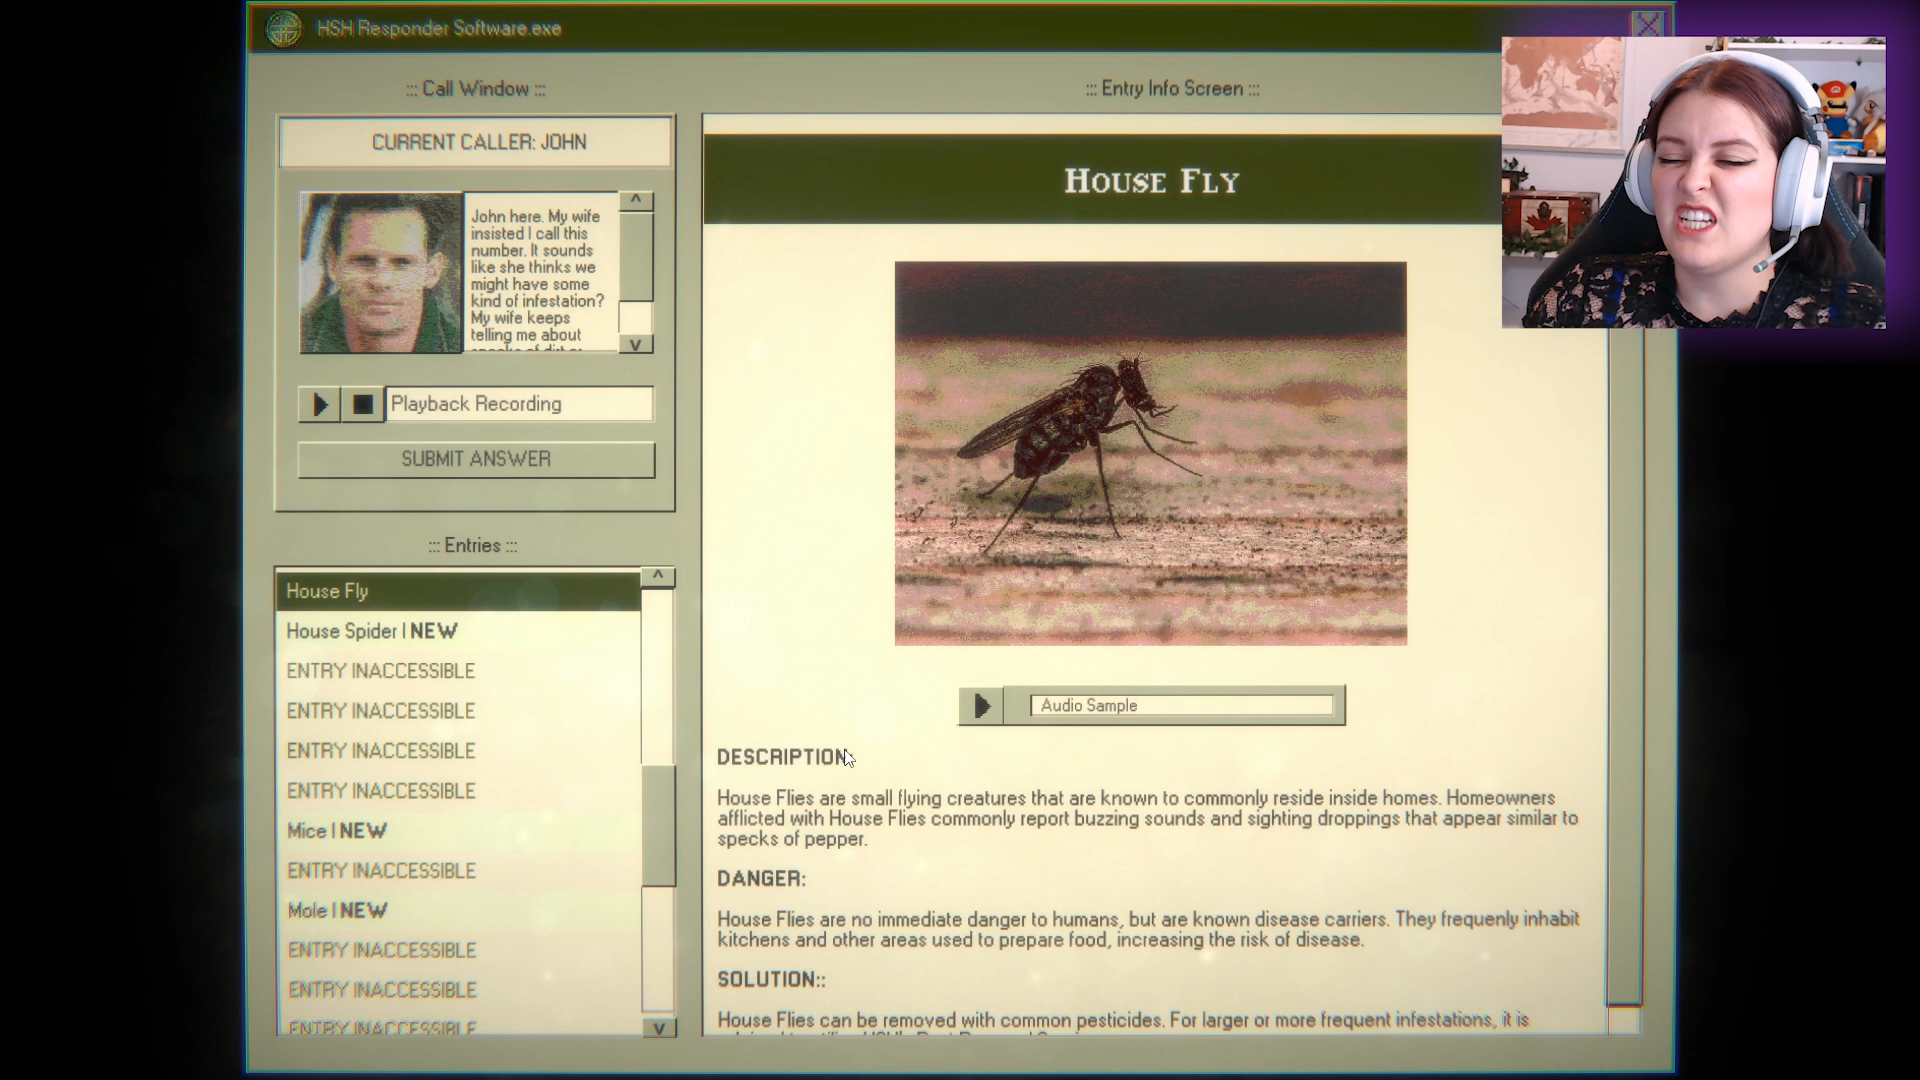 HSH Responder Software.exe
::: Call Window :::
CURRENT CALLER: JOHN
John here. My wife
insisted I call this
number. It sounds
like she thinks we
might have some
kind of infestation?
My wife keeps
telling me about
specks of dirt or
Playback Recording
SUBMIT ANSWER
::: Entries :::
House Fly
House Spider | NEW
ENTRY INACCESSIBLE
ENTRY INACCESSIBLE
ENTRY INACCESSIBLE
ENTRY INACCESSIBLE
Mice | NEW
ENTRY INACCESSIBLE
Mole | NEW
ENTRY INACCESSIBLE
ENTRY INACCESSIBLE
ENTRY INACCESSIBLE
::: Entry Info Screen :::
HOUSE FLY
Audio Sample
DESCRIPTION:
House Flies are small flying creatures that are known to commonly reside inside homes. Homeowners
afflicted with House Flies commonly report buzzing sounds and sighting droppings that appear similar to
specks of pepper.
DANGER:
House Flies are no immediate danger to humans, but are known disease carriers. They frequenly inhabit
kitchens and other areas used to prepare food, increasing the risk of disease.
SOLUTION::
House Flies can be removed with common pesticides. For larger or more frequent infestations, it is